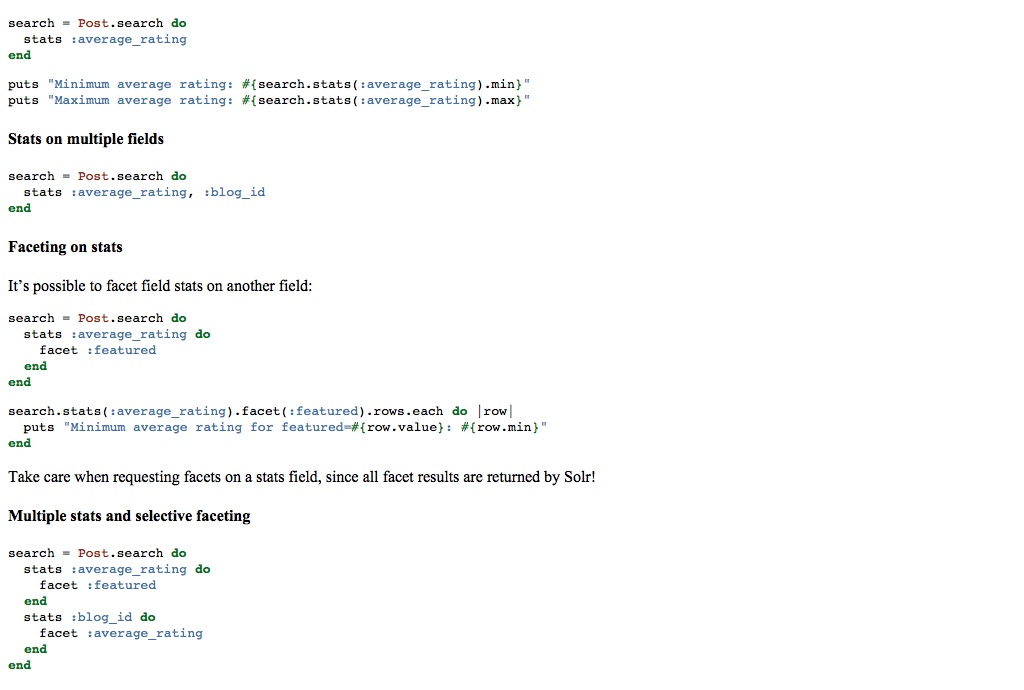 search = Post.search do
  stats :average_rating
end
puts "Minimum average rating: #{search.stats(:average_rating).min}"
puts "Maximum average rating: #{search.stats(:average_rating).max}"
Stats on multiple fields
search = Post.search do
  stats :average_rating, :blog_id
end
Faceting on stats
It’s possible to facet field stats on another field:
search = Post.search do
  stats :average_rating do
    facet :featured
  end
end
search.stats(:average_rating).facet(:featured).rows.each do |row|
  puts "Minimum average rating for featured=#{row.value}: #{row.min}"
end
Take care when requesting facets on a stats field, since all facet results are returned by Solr!
Multiple stats and selective faceting
search = Post.search do
  stats :average_rating do
    facet :featured
  end
  stats :blog_id do
    facet :average_rating
  end
end